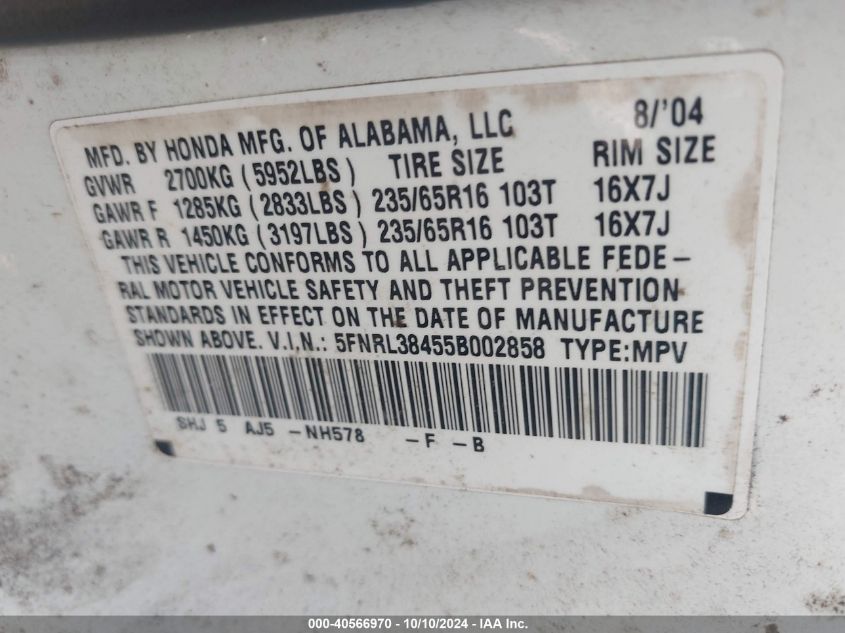 MFD. BY HONDA MFG. OF ALABAMA, LLC 8/'04
GVWR 2700KG (5952LBS) TIRE SIZE RIM SIZE
GAWR F 1285KG (2833LBS) 235/65R16 103T 16X7J
GAWR R 1450KG (3197LBS) 235/65R16 103T 16X7J
THIS VEHICLE CONFORMS TO ALL APPLICABLE FEDE-
RAL MOTOR VEHICLE SAFETY AND THEFT PREVENTION
STANDARDS IN EFFECT ON THE DATE OF MANUFACTURE
SHOWN ABOVE. V.I.N.: 5FNRL38455B002858 TYPE:MPV
SHJ 5 AJ5 -NH578 -F -B
000-40566970 - 10/10/2024 - IAA Inc.